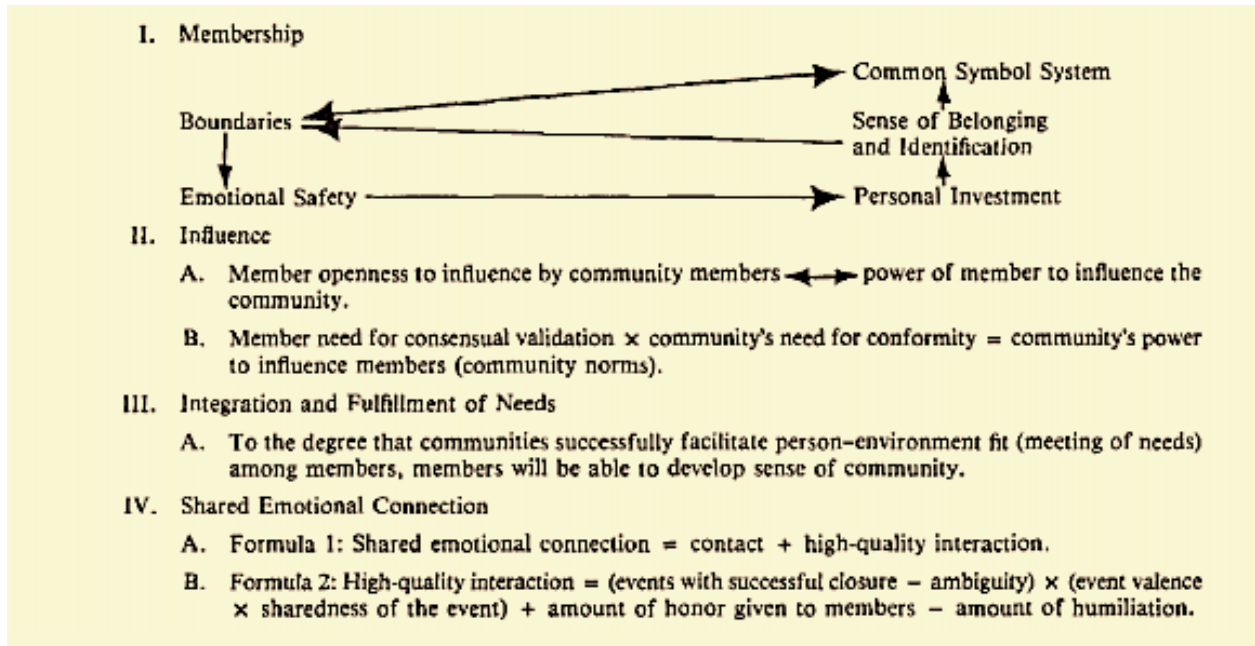 I. Membership
Common Symbol System
Boundaries
Sense of Belonging
and Identification
Emotional Safety
Personal Investment
II. Influence
A. Member openness to influence by community members ↔ power of member to influence the
community.
B. Member need for consensual validation × community's need for conformity = community's power
to influence members (community norms).
III. Integration and Fulfillment of Needs
A. To the degree that communities successfully facilitate person–environment fit (meeting of needs)
among members, members will be able to develop sense of community.
IV. Shared Emotional Connection
A. Formula 1: Shared emotional connection = contact + high-quality interaction.
B. Formula 2: High-quality interaction = (events with successful closure − ambiguity) × (event valence
× sharedness of the event) + amount of honor given to members − amount of humiliation.